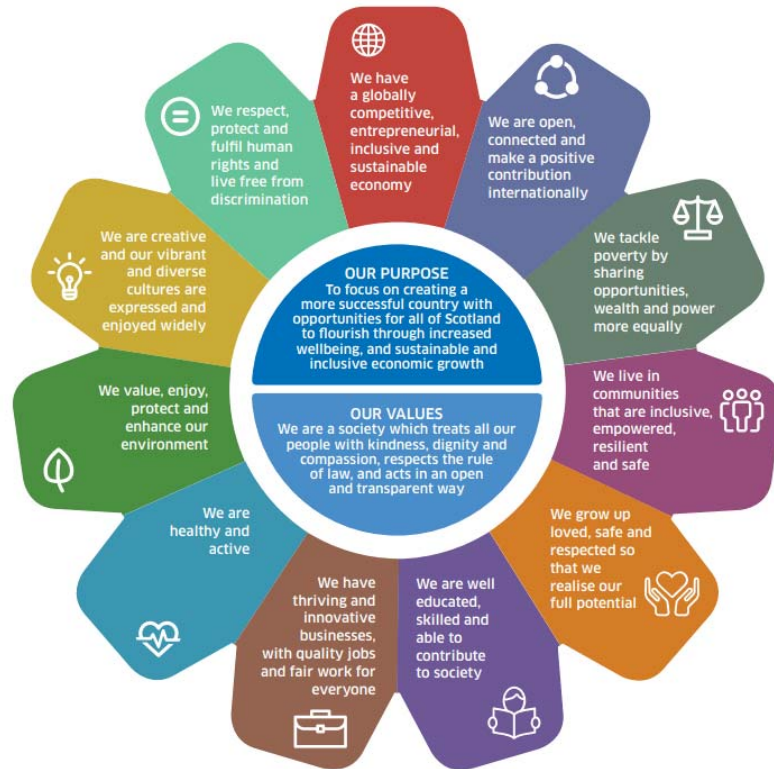 We have
a globally
competitive,
entrepreneurial,
inclusive and
sustainable
economy
We are open,
connected and
make a positive
contribution
internationally
We tackle
poverty by
sharing
opportunities,
wealth and power
more equally
We live in
communities
that are inclusive,
empowered,
resilient
and safe
We grow up
loved, safe and
respected so
that we
realise our
full potential
We are well
educated,
skilled and
able to
contribute
to society
We have
thriving and
innovative
businesses,
with quality jobs
and fair work for
everyone
We are
healthy and
active
We value, enjoy,
protect and
enhance our
environment
We are creative
and our vibrant
and diverse
cultures are
expressed and
enjoyed widely
We respect,
protect and
fulfil human
rights and
live free from
discrimination
OUR PURPOSE
To focus on creating a
more successful country with
opportunities for all of Scotland
to flourish through increased
wellbeing, and sustainable and
inclusive economic growth
OUR VALUES
We are a society which treats all our
people with kindness, dignity and
compassion, respects the rule
of law, and acts in an open
and transparent way